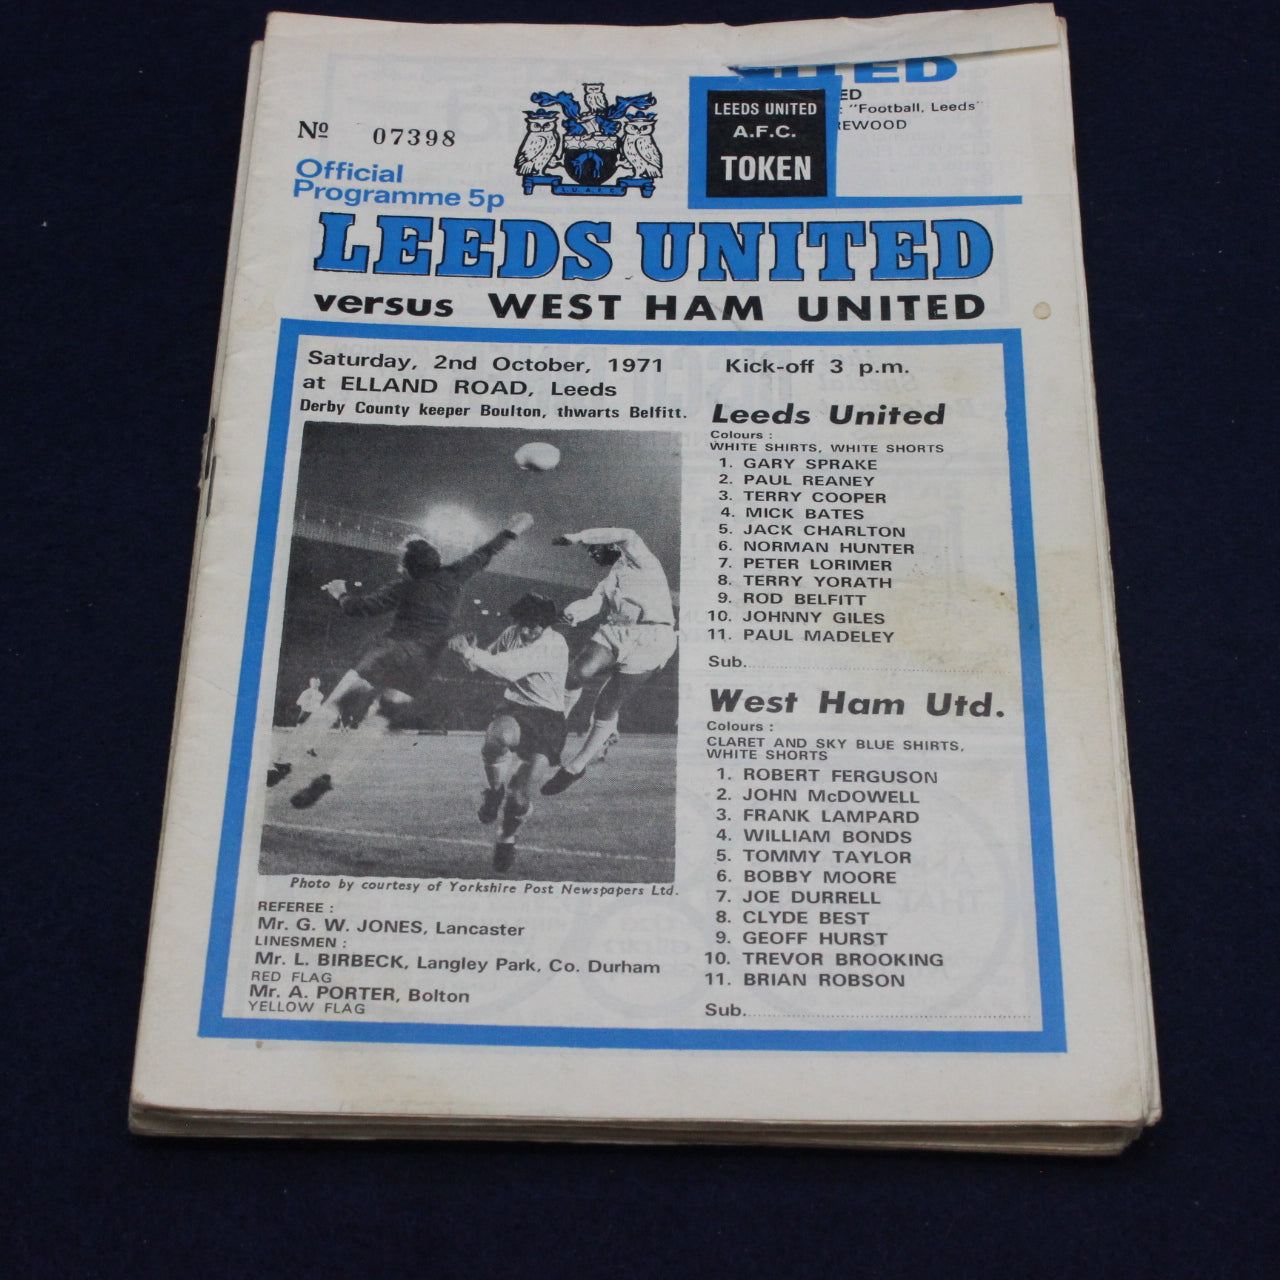 UNITED
ED
: "Football, Leeds"
REWOOD
LEEDS UNITED
A.F.C.
TOKEN
Nº 07398
Official
Programme 5p
LEEDS UNITED
versus WEST HAM UNITED
Saturday, 2nd October, 1971
at ELLAND ROAD, Leeds
Kick-off 3 p.m.
Derby County keeper Boulton, thwarts Belfitt.
Photo by courtesy of Yorkshire Post Newspapers Ltd.
REFEREE :
Mr. G. W. JONES, Lancaster
LINESMEN :
Mr. L. BIRBECK, Langley Park, Co. Durham
RED FLAG
Mr. A. PORTER, Bolton
YELLOW FLAG
Leeds United
Colours :
WHITE SHIRTS, WHITE SHORTS
1. GARY SPRAKE
2. PAUL REANEY
3. TERRY COOPER
4. MICK BATES
5. JACK CHARLTON
6. NORMAN HUNTER
7. PETER LORIMER
8. TERRY YORATH
9. ROD BELFITT
10. JOHNNY GILES
11. PAUL MADELEY
Sub.
West Ham Utd.
Colours :
CLARET AND SKY BLUE SHIRTS,
WHITE SHORTS
1. ROBERT FERGUSON
2. JOHN McDOWELL
3. FRANK LAMPARD
4. WILLIAM BONDS
5. TOMMY TAYLOR
6. BOBBY MOORE
7. JOE DURRELL
8. CLYDE BEST
9. GEOFF HURST
10. TREVOR BROOKING
11. BRIAN ROBSON
Sub.